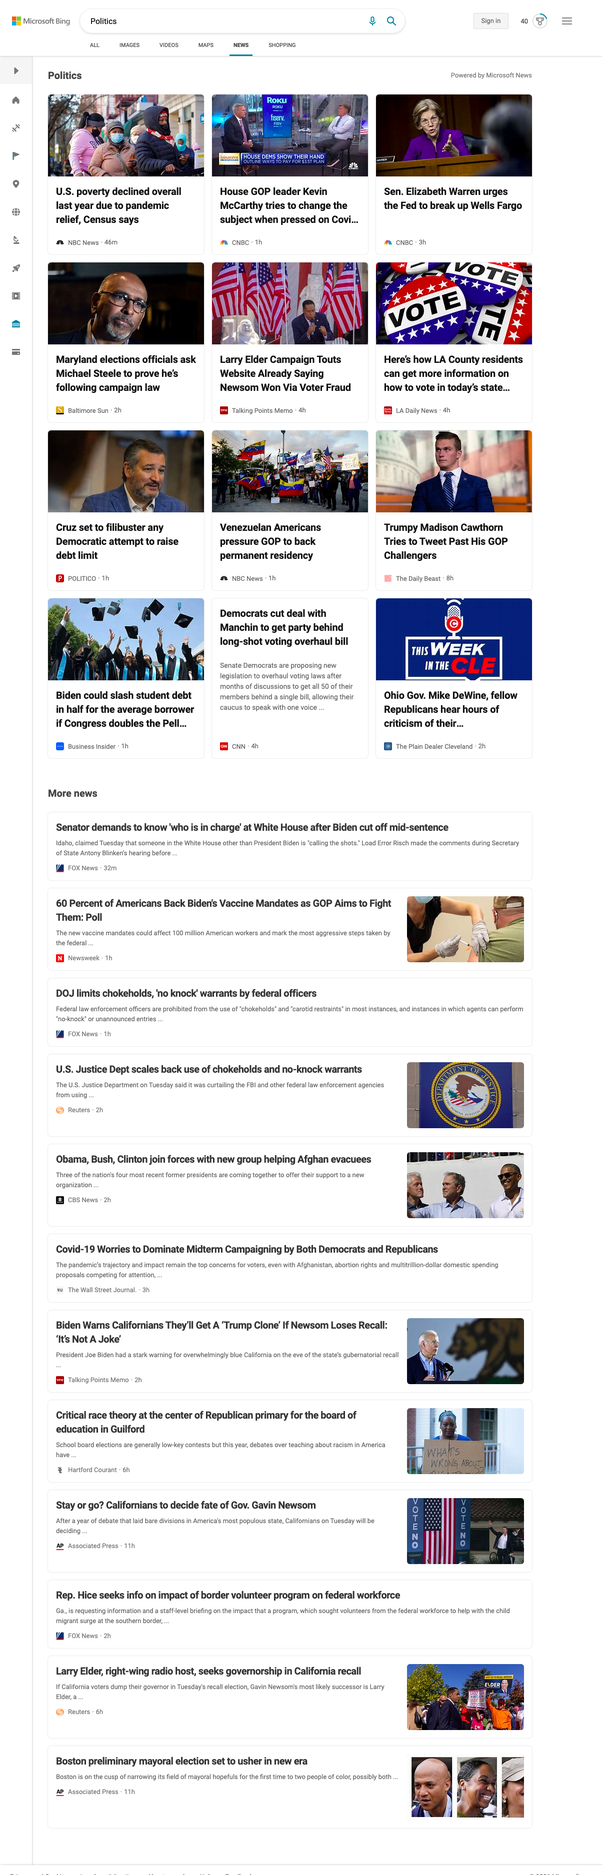 Microsoft Bing
Politics
Sign in
40
ALL
IMAGES
VIDEOS
MAPS
NEWS
SHOPPING
Politics
Powered by Microsoft News
Roku
ROKU
fiserv.
HOUSE DEMS SHOW THEIR HAND
OUTLINE WAYS TO PAY FOR $3.5T PLAN
U.S. poverty declined overall
last year due to pandemic
relief, Census says
NBC News · 46m
House GOP leader Kevin
McCarthy tries to change the
subject when pressed on Covi...
CNBC · 1h
Sen. Elizabeth Warren urges
the Fed to break up Wells Fargo
CNBC · 3h
VOTE
VOTE
Maryland elections officials ask
Michael Steele to prove he's
following campaign law
Baltimore Sun · 2h
Larry Elder Campaign Touts
Website Already Saying
Newsom Won Via Voter Fraud
Talking Points Memo · 4h
Here's how LA County residents
can get more information on
how to vote in today's state...
LA Daily News · 4h
Cruz set to filibuster any
Democratic attempt to raise
debt limit
POLITICO · 1h
Venezuelan Americans
pressure GOP to back
permanent residency
NBC News · 1h
Trumpy Madison Cawthorn
Tries to Tweet Past His GOP
Challengers
The Daily Beast · 8h
Biden could slash student debt
in half for the average borrower
if Congress doubles the Pell...
Business Insider · 1h
Democrats cut deal with
Manchin to get party behind
long-shot voting overhaul bill
Senate Democrats are proposing new
legislation to overhaul voting laws after
months of discussions to get all 50 of their
members behind a single bill, allowing their
caucus to speak with one voice ...
CNN · 4h
THIS WEEK
IN THE CLE
Ohio Gov. Mike DeWine, fellow
Republicans hear hours of
criticism of their...
The Plain Dealer Cleveland · 2h
More news
Senator demands to know 'who is in charge' at White House after Biden cut off mid-sentence
Idaho, claimed Tuesday that someone in the White House other than President Biden is "calling the shots." Load Error Risch made the comments during Secretary
of State Antony Blinken's hearing before ...
FOX News · 32m
60 Percent of Americans Back Biden's Vaccine Mandates as GOP Aims to Fight
Them: Poll
The new vaccine mandates could affect 100 million American workers and mark the most aggressive steps taken by
the federal ...
Newsweek · 1h
DOJ limits chokeholds, 'no knock' warrants by federal officers
Federal law enforcement officers are prohibited from the use of "chokeholds" and "carotid restraints" in most instances, and instances in which agents can perform
"no-knock" or unannounced entries ...
FOX News · 1h
U.S. Justice Dept scales back use of chokeholds and no-knock warrants
The U.S. Justice Department on Tuesday said it was curtailing the FBI and other federal law enforcement agencies
from using ...
Reuters · 2h
Obama, Bush, Clinton join forces with new group helping Afghan evacuees
Three of the nation's four most recent former presidents are coming together to offer their support to a new
organization ...
CBS News · 2h
Covid-19 Worries to Dominate Midterm Campaigning by Both Democrats and Republicans
The pandemic's trajectory and impact remain the top concerns for voters, even with Afghanistan, abortion rights and multitrillion-dollar domestic spending
proposals competing for attention, ...
The Wall Street Journal. · 3h
Biden Warns Californians They'll Get A 'Trump Clone' If Newsom Loses Recall:
'It's Not A Joke'
President Joe Biden had a stark warning for overwhelmingly blue California on the eve of the state's gubernatorial recall
...
Talking Points Memo · 2h
Critical race theory at the center of Republican primary for the board of
education in Guilford
School board elections are generally low-key contests but this year, debates over teaching about racism in America
have ...
Hartford Courant · 6h
WHAT'S
WRONG ABOUT
Stay or go? Californians to decide fate of Gov. Gavin Newsom
After a year of debate that laid bare divisions in America's most populous state, Californians on Tuesday will be
deciding ...
AP Associated Press · 11h
VOTE NO
VOTE NO
Rep. Hice seeks info on impact of border volunteer program on federal workforce
Ga., is requesting information and a staff-level briefing on the impact that a program, which sought volunteers from the federal workforce to help with the child
migrant surge at the southern border,...
FOX News · 2h
Larry Elder, right-wing radio host, seeks governorship in California recall
If California voters dump their governor in Tuesday's recall election, Gavin Newsom's most likely successor is Larry
Elder, a ...
Reuters · 6h
ELDER
Boston preliminary mayoral election set to usher in new era
Boston is on the cusp of narrowing its field of mayoral hopefuls for the first time to two people of color, possibly both ...
AP Associated Press · 11h